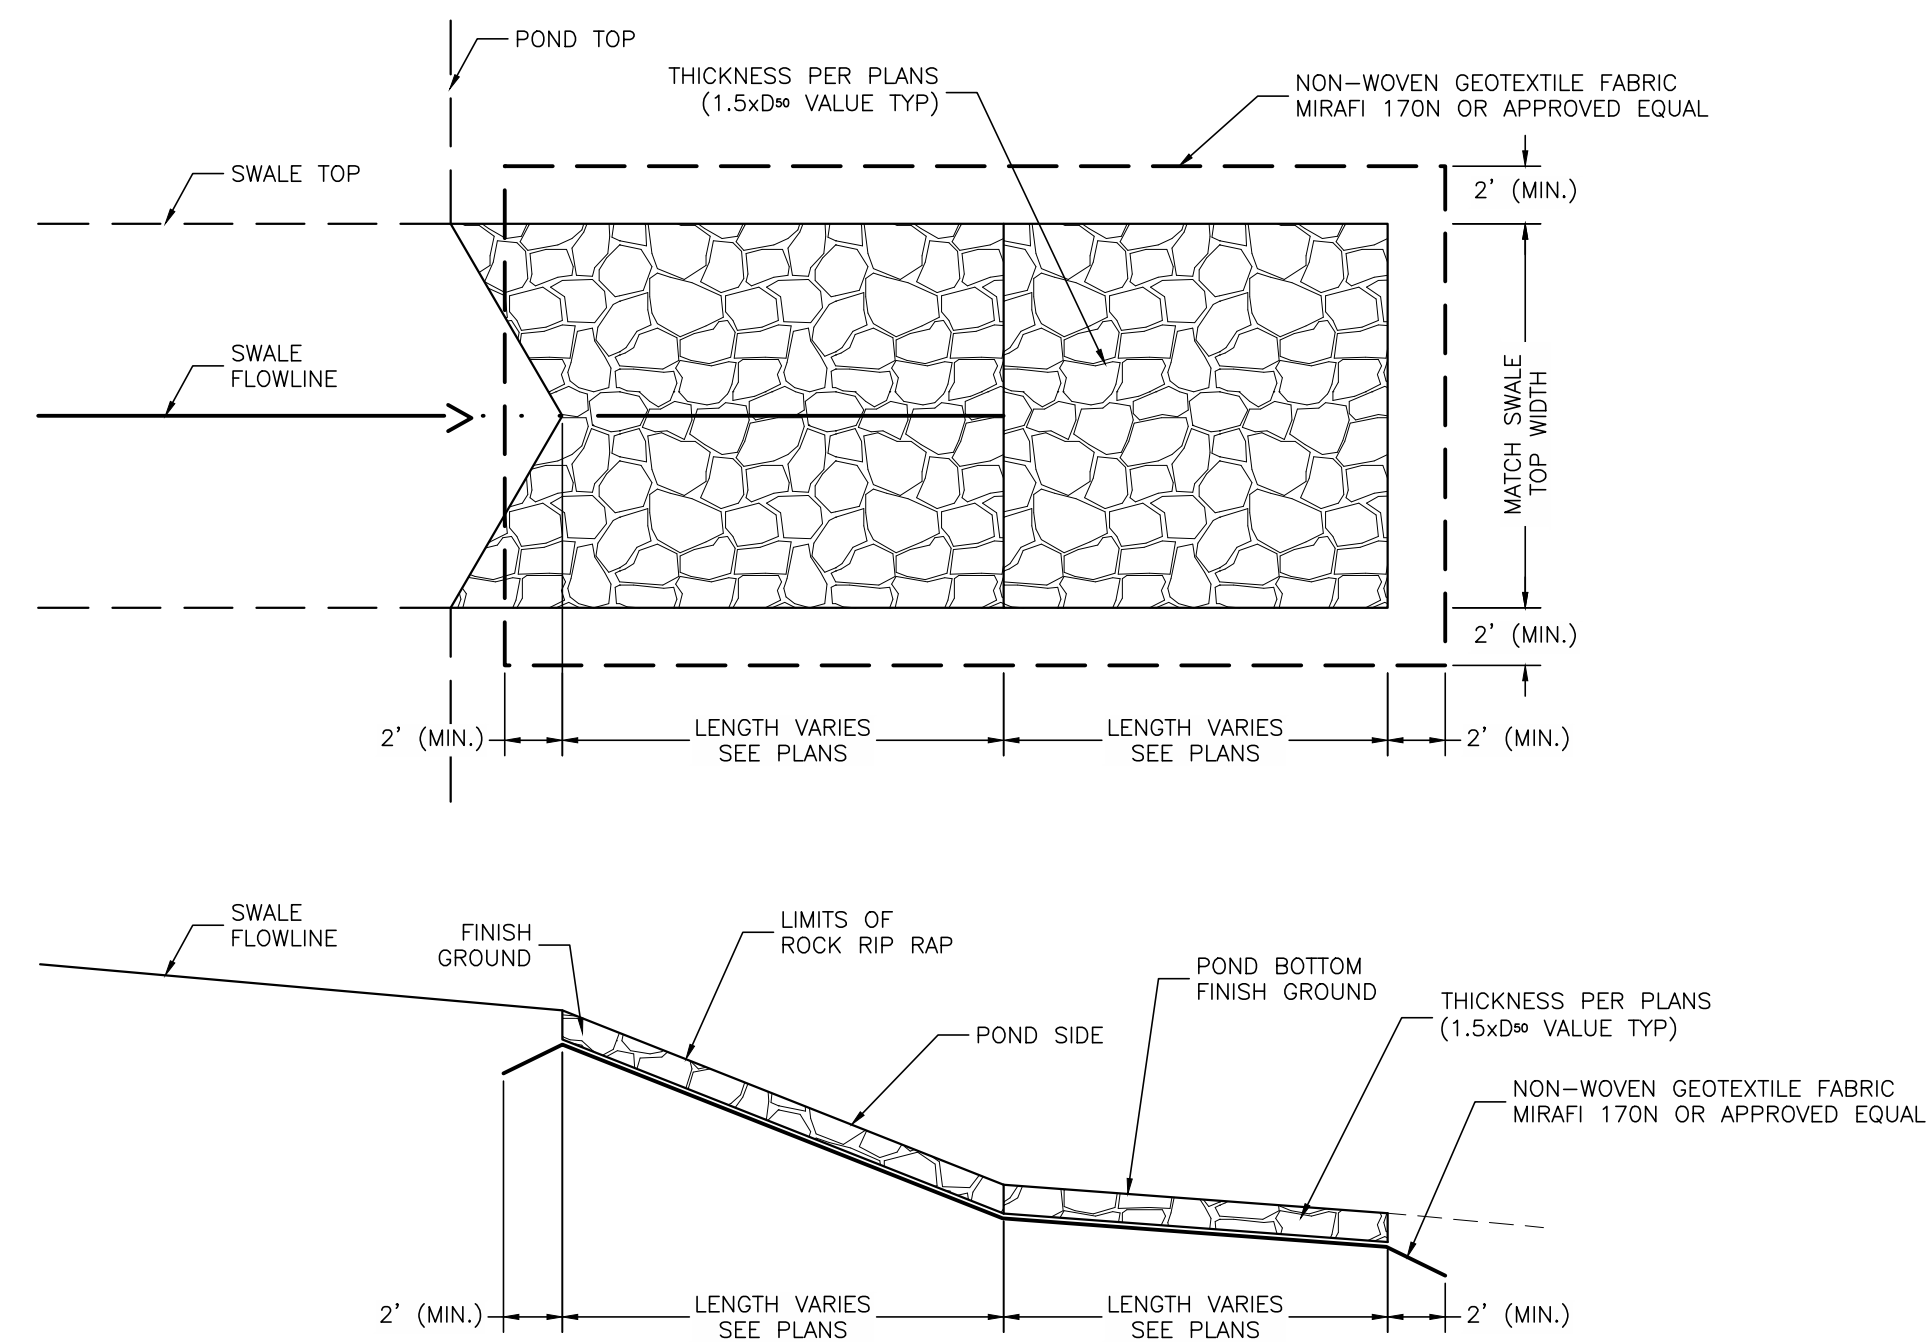 POND TOP
THICKNESS PER PLANS
(1.5xD50 VALUE TYP)
NON-WOVEN GEOTEXTILE FABRIC
MIRAFI 170N OR APPROVED EQUAL
SWALE TOP
2' (MIN.)
SWALE
FLOWLINE
MATCH SWALE
TOP WIDTH
2' (MIN.)
2' (MIN.)
LENGTH VARIES
SEE PLANS
LENGTH VARIES
SEE PLANS
2' (MIN.)
SWALE
FLOWLINE
FINISH
GROUND
LIMITS OF
ROCK RIP RAP
POND BOTTOM
FINISH GROUND
THICKNESS PER PLANS
(1.5xD50 VALUE TYP)
POND SIDE
NON-WOVEN GEOTEXTILE FABRIC
MIRAFI 170N OR APPROVED EQUAL
2' (MIN.)
LENGTH VARIES
SEE PLANS
LENGTH VARIES
SEE PLANS
2' (MIN.)